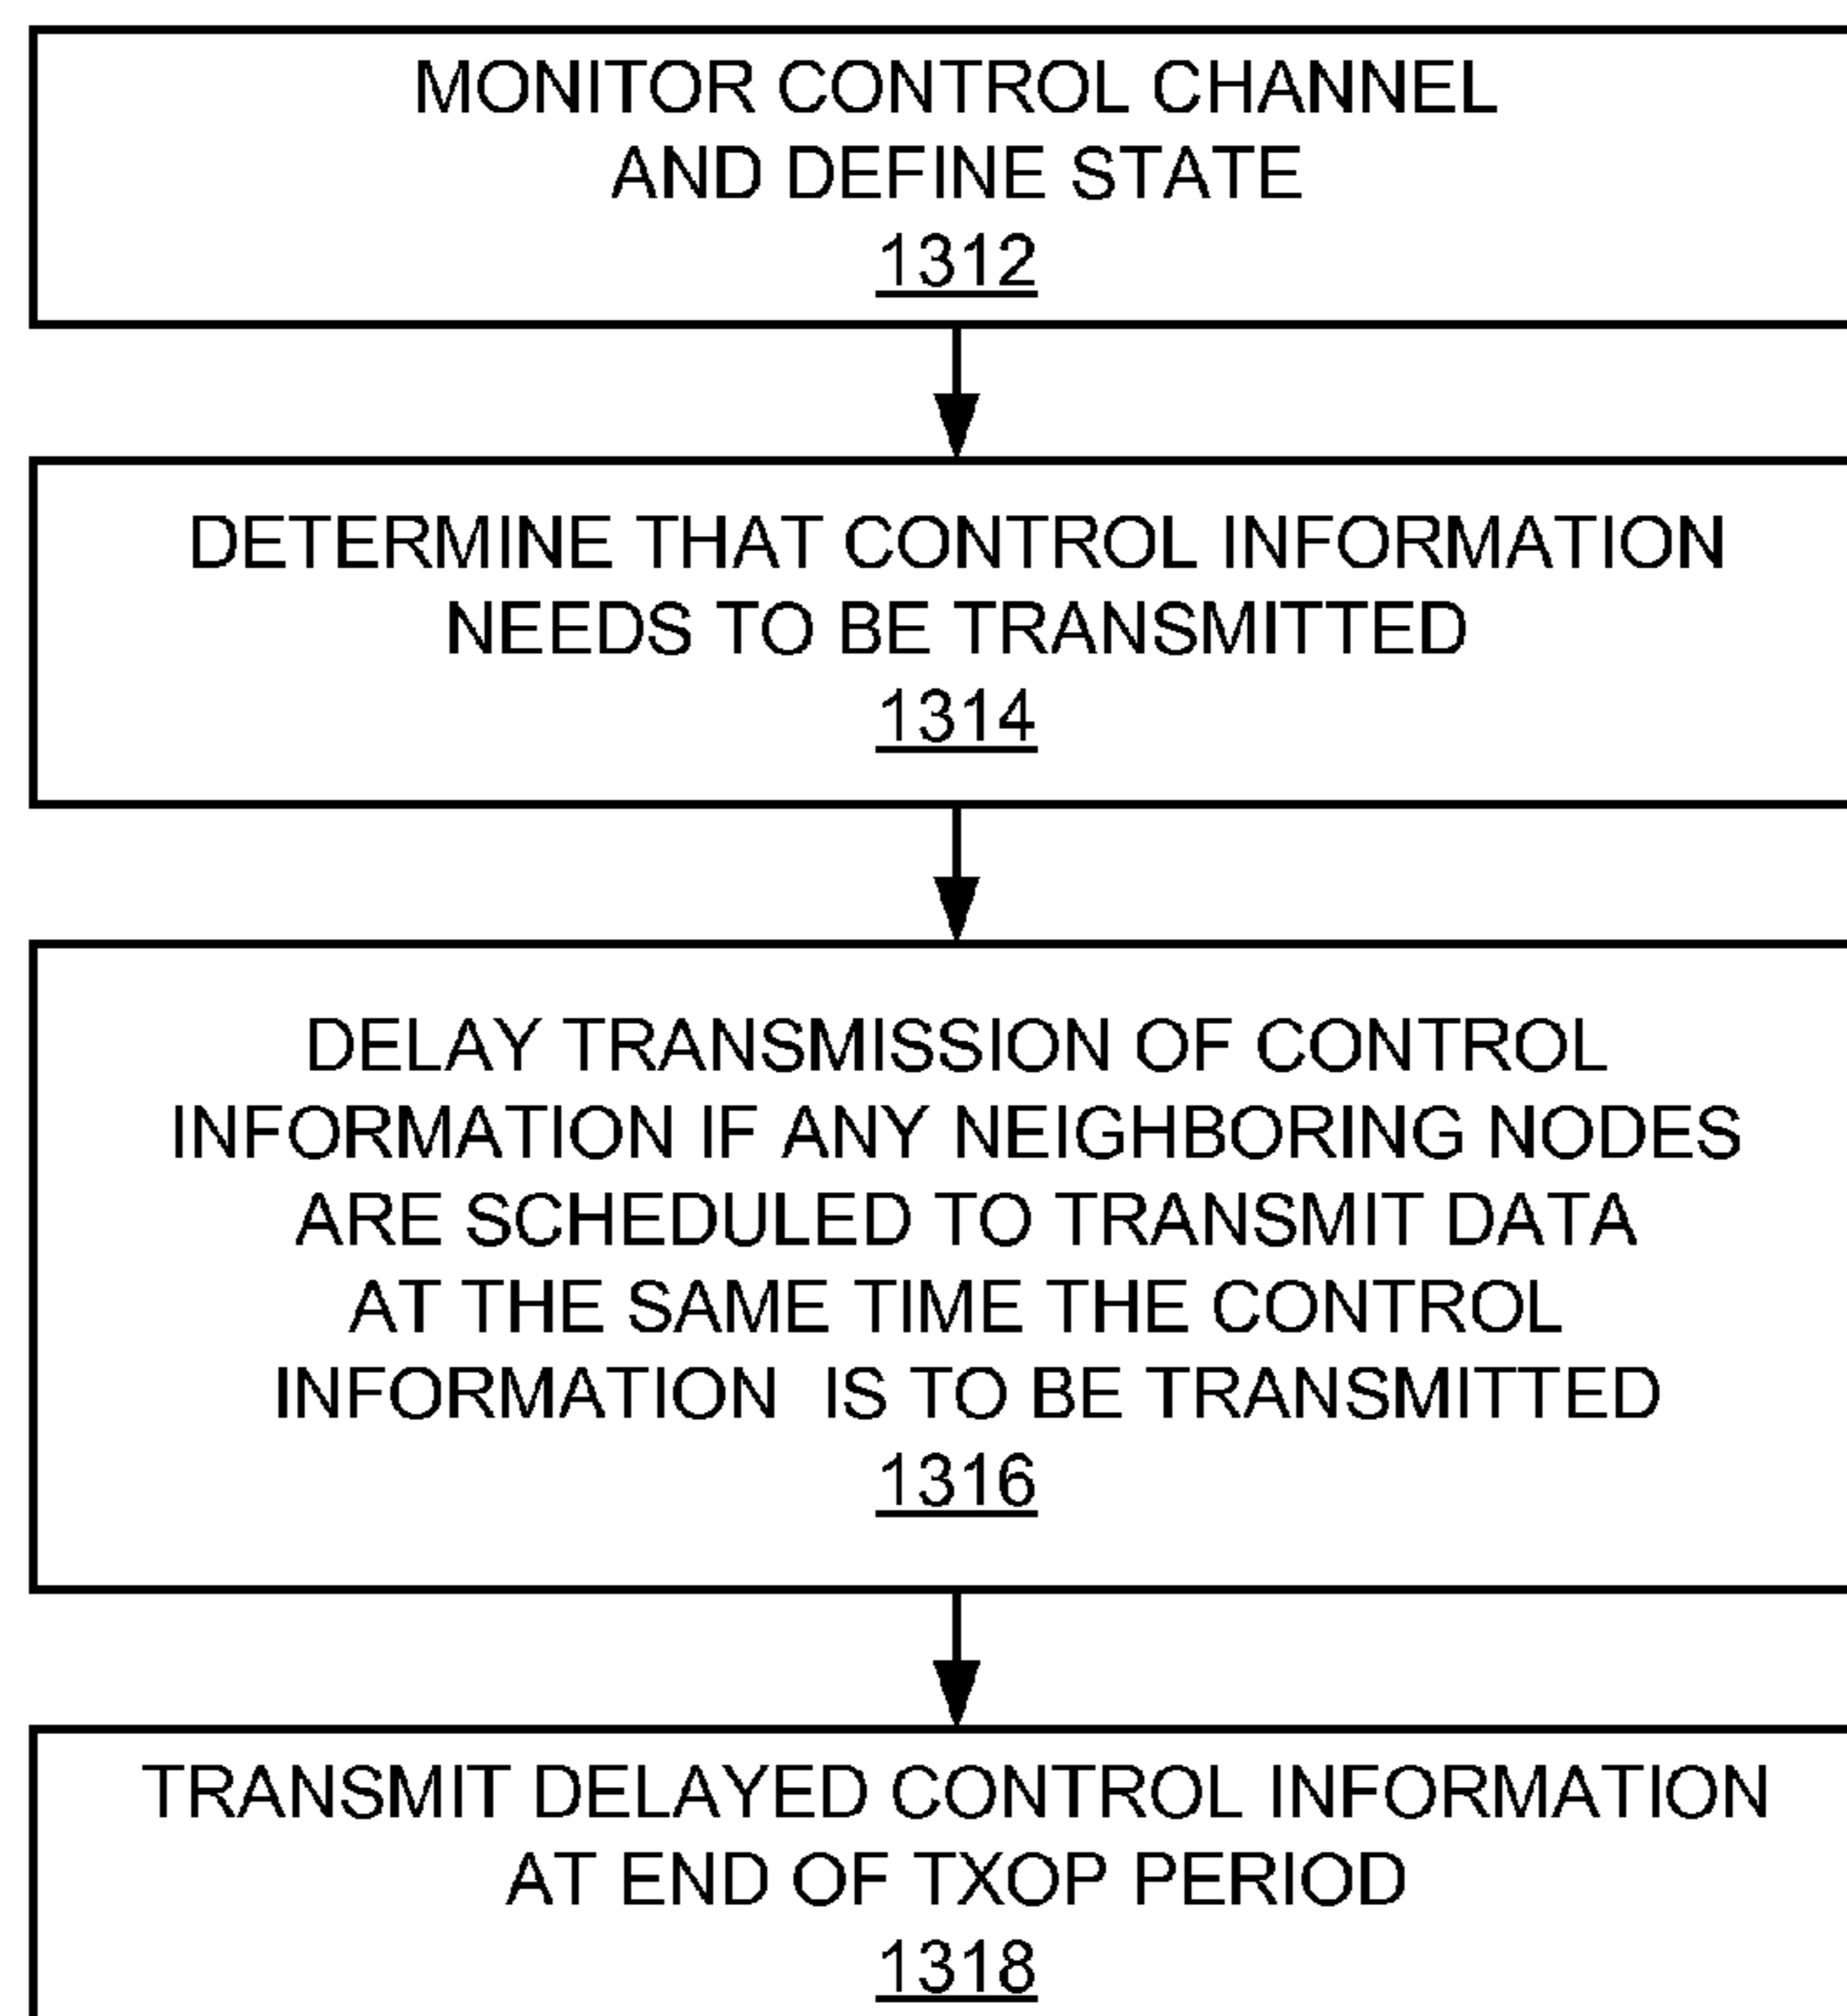 MONITOR CONTROL CHANNEL
AND DEFINE STATE
1312
DETERMINE THAT CONTROL INFORMATION
NEEDS TO BE TRANSMITTED
1314
DELAY TRANSMISSION OF CONTROL
INFORMATION IF ANY NEIGHBORING NODES
ARE SCHEDULED TO TRANSMIT DATA
AT THE SAME TIME THE CONTROL
INFORMATION IS TO BE TRANSMITTED
1316
TRANSMIT DELAYED CONTROL INFORMATION
AT END OF TXOP PERIOD
1318